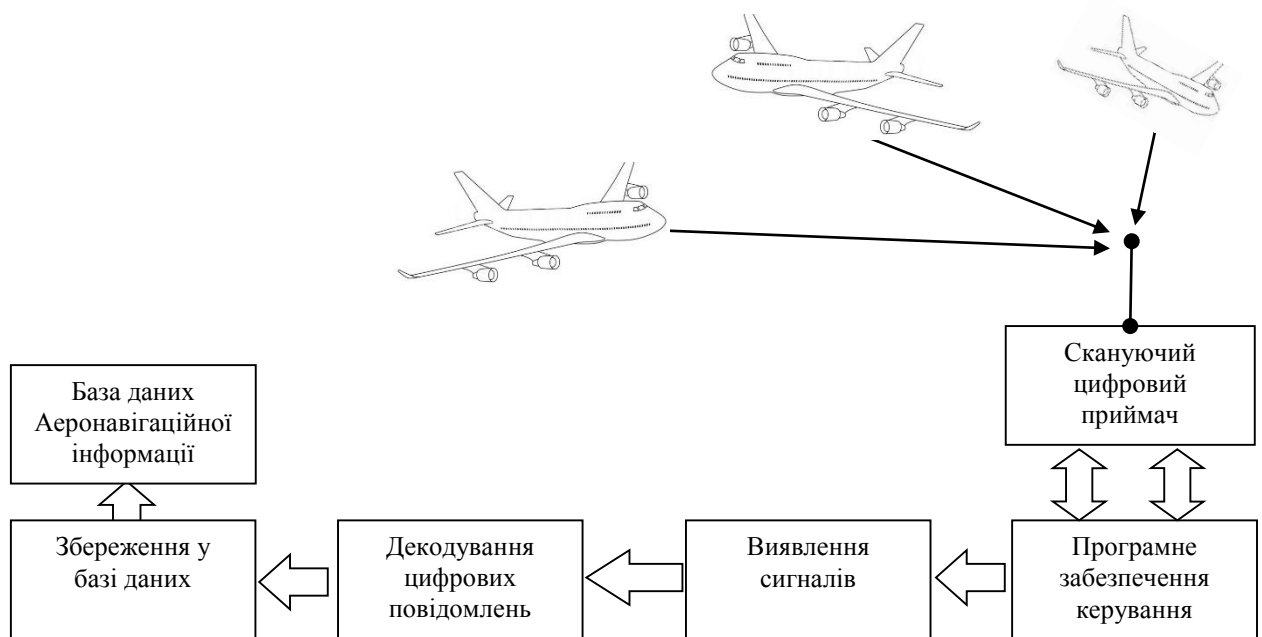 Скануючий
цифровий
приймач
База даних
Аеронавігаційної
інформації
Збереження у
базі даних
Декодування
цифрових
повідомлень
Виявлення
сигналів
Програмне
забезпечення
керування